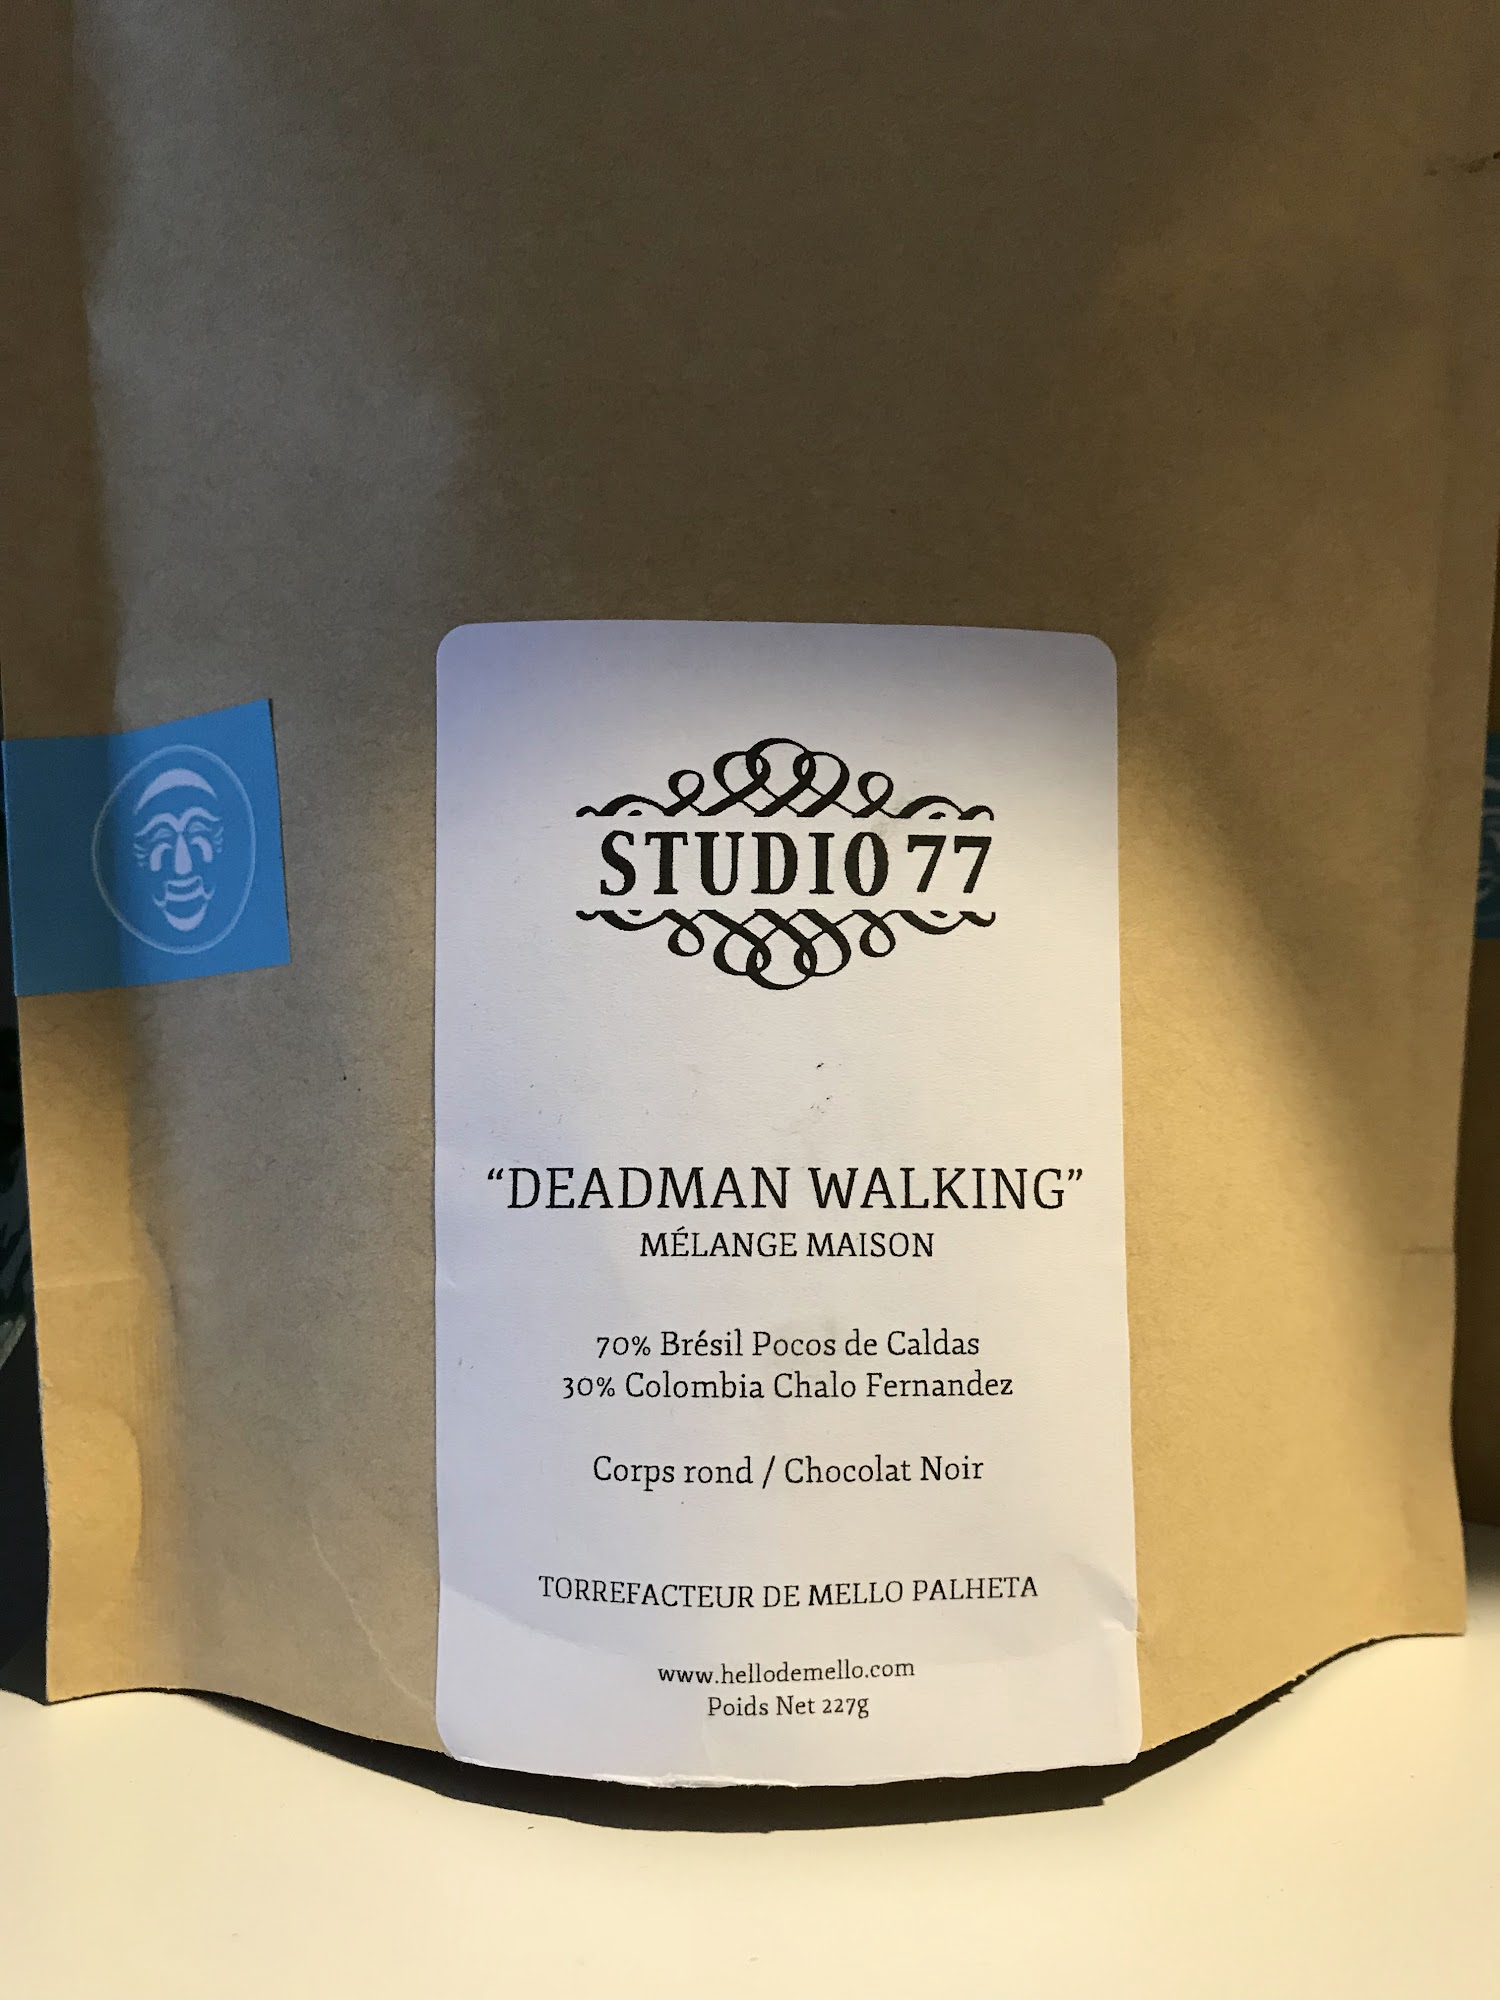 STUDIO 77
“DEADMAN WALKING”
MÉLANGE MAISON
70% Brésil Pocos de Caldas
30% Colombia Chalo Fernandez
Corps rond / Chocolat Noir
TORREFACTEUR DE MELLO PALHETA
www.hellodemello.com
Poids Net 227g